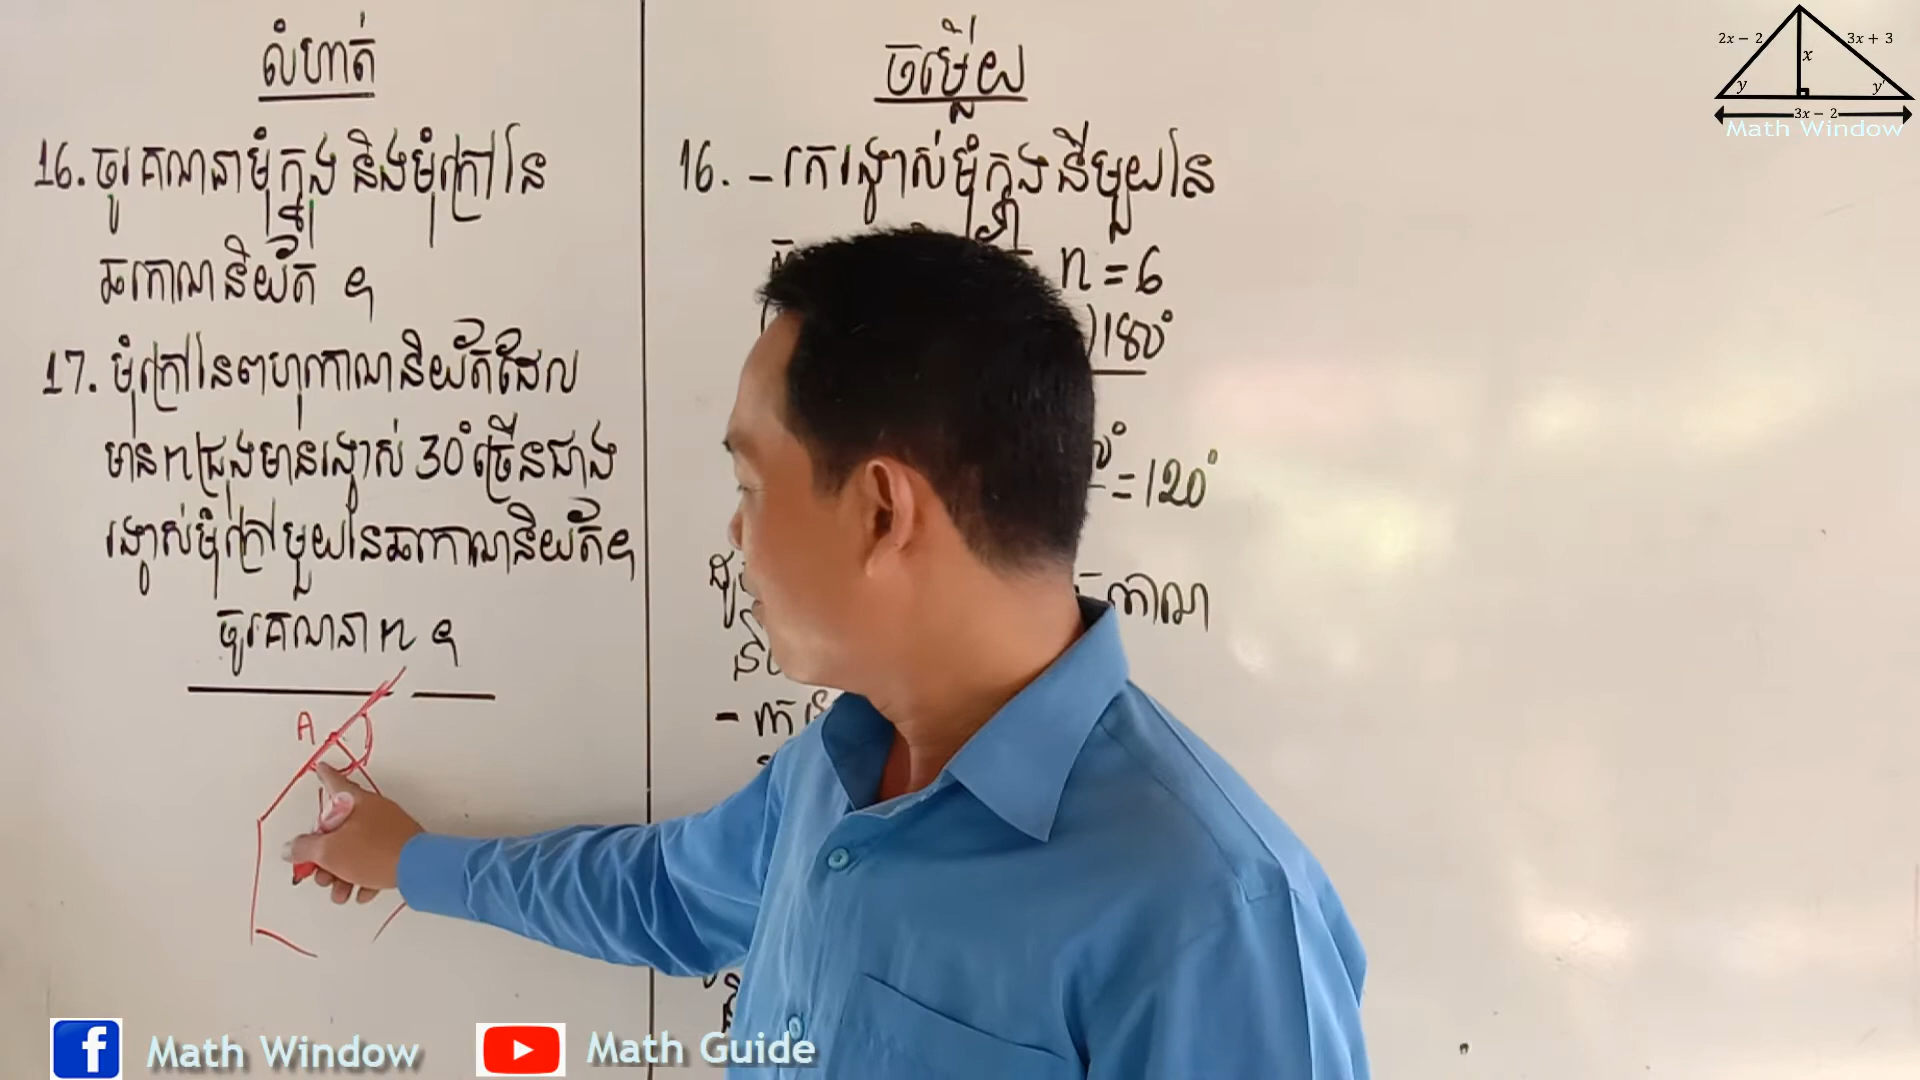 លំហាត់
16. ចូរគណនាមុំក្នុង និងមុំក្រៅនៃ
ឆកោណនិយ័ត ។
17. មុំក្រៅនៃពហុកោណនិយ័តដែល
មាន n ជ្រុងមានរង្វាស់ 30° ច្រើនជាង
រង្វាស់មុំក្រៅមួយនៃឆកោណនិយ័ត ។
ចូរគណនា n ។
A
ចម្លើយ
16. - រករង្វាស់មុំក្នុងនីមួយៗនៃ
n = 6
)180°
= 120°
កោណ
2x − 2
3x + 3
x
y
y'
3x − 2
Math Window
Math Window
Math Guide